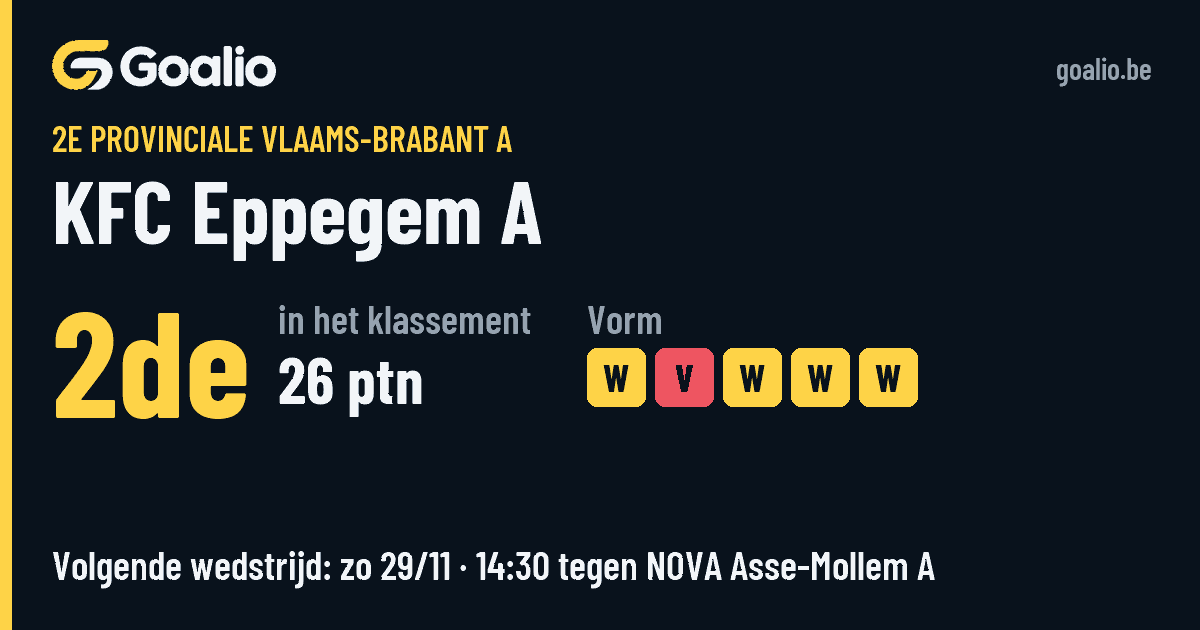 Goalio
goalio.be
2E PROVINCIALE VLAAMS-BRABANT A
KFC Eppegem A
2de
in het klassement
26 ptn
Vorm
W V W W W
Volgende wedstrijd: zo 29/11 · 14:30 tegen NOVA Asse-Mollem A